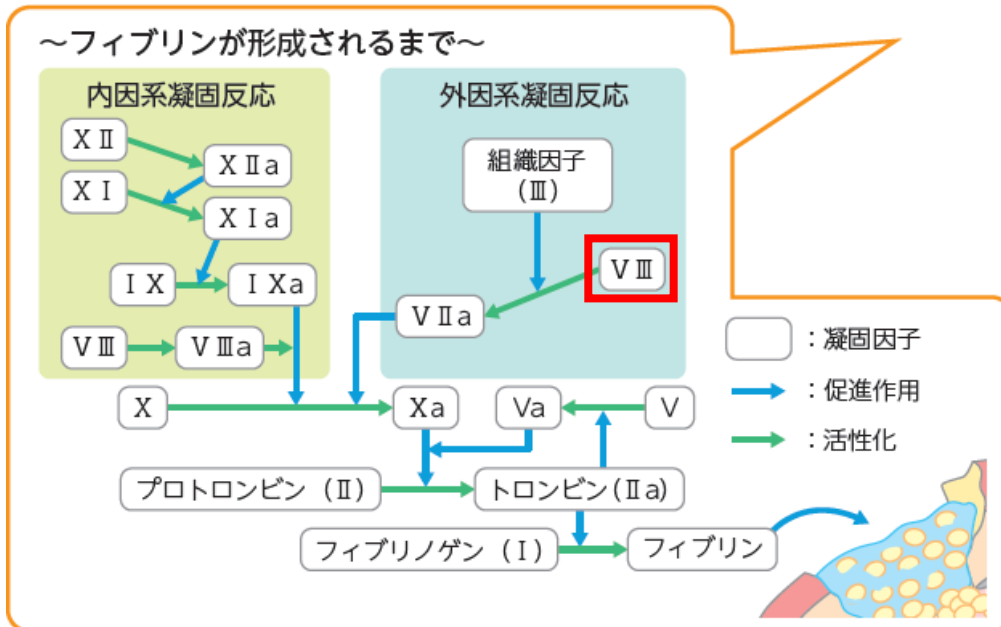 ～フィブリンが形成されるまで～
内因系凝固反応
外因系凝固反応
ⅩⅡ
ⅩⅡa
ⅩⅠ
ⅩⅠa
ⅠⅩ
ⅠⅩa
ⅤⅢ
ⅤⅢa
組織因子
(Ⅲ)
ⅤⅢ
ⅤⅡa
Ⅹ
Ⅹa
Ⅴa
Ⅴ
プロトロンビン (Ⅱ)
トロンビン(Ⅱa)
フィブリノゲン (Ⅰ)
フィブリン
：凝固因子
：促進作用
：活性化